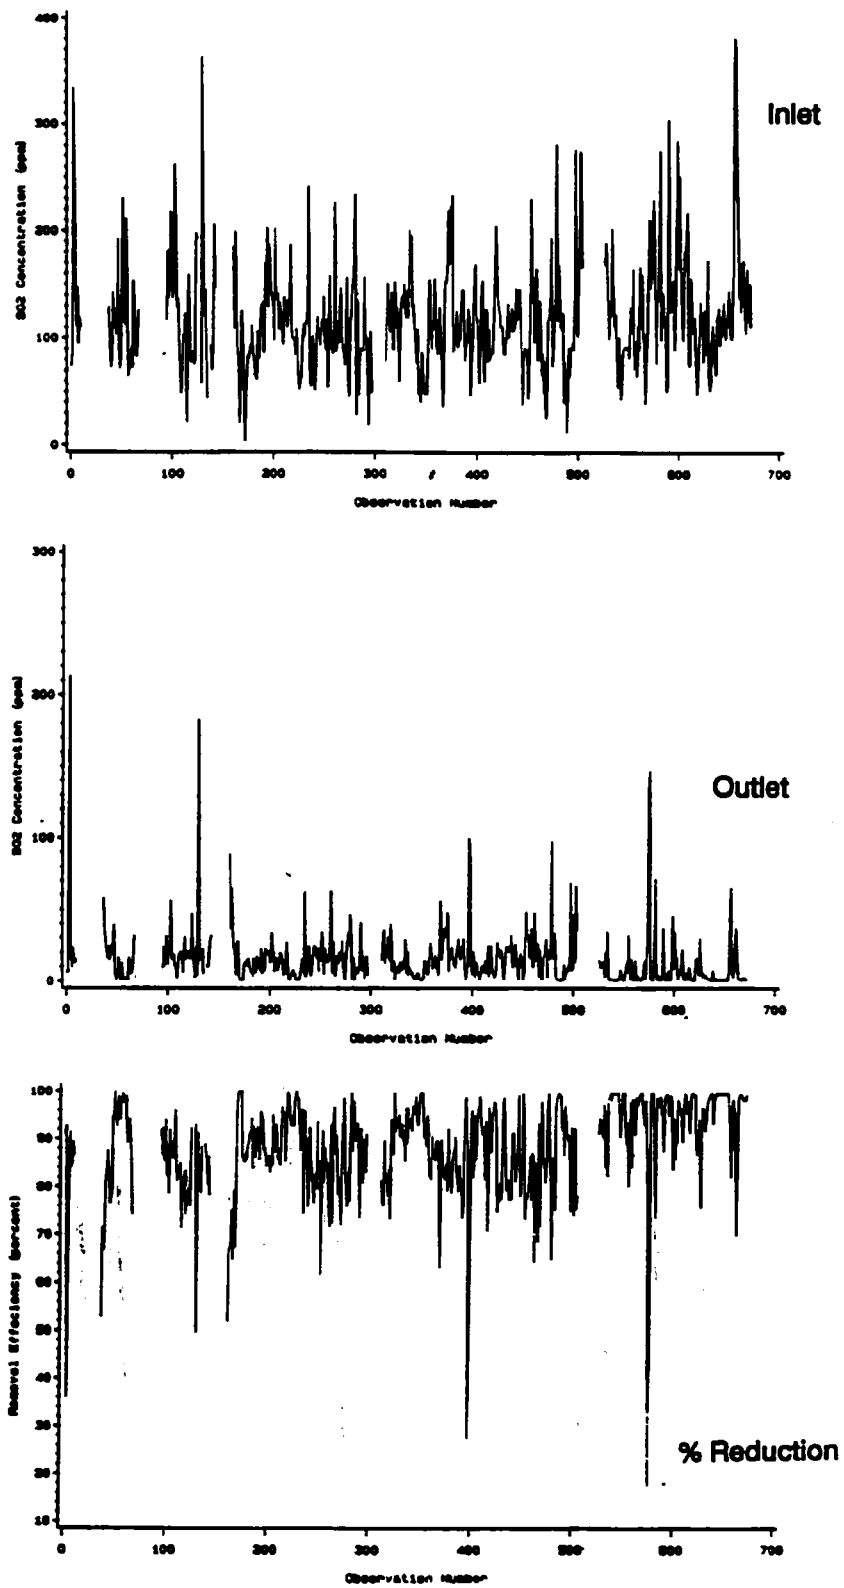 400
300
200
100
0
SO2 Concentration (ppm)
Inlet
0 100 200 300 400 500 600 700
Observation Number
300
200
100
0
SO2 Concentration (ppm)
Outlet
0 100 200 300 400 500 600 700
Observation Number
100
90
80
70
60
50
40
30
20
10
Removal Effeciency (percent)
% Reduction
0 100 200 300 400 500 600 700
Observation Number